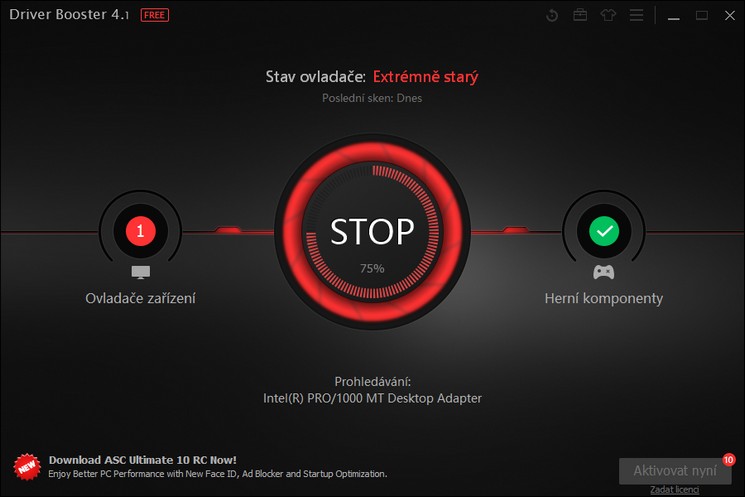 Driver Booster 4.1 FREE
Stav ovladače: Extrémně starý
Poslední sken: Dnes
1
STOP
75%
Ovladače zařízení
Herní komponenty
Prohledávání:
Intel(R) PRO/1000 MT Desktop Adapter
NEW
Download ASC Ultimate 10 RC Now!
Enjoy Better PC Performance with New Face ID, Ad Blocker and Startup Optimization.
10
Aktivovat nyní
Zadat licenci